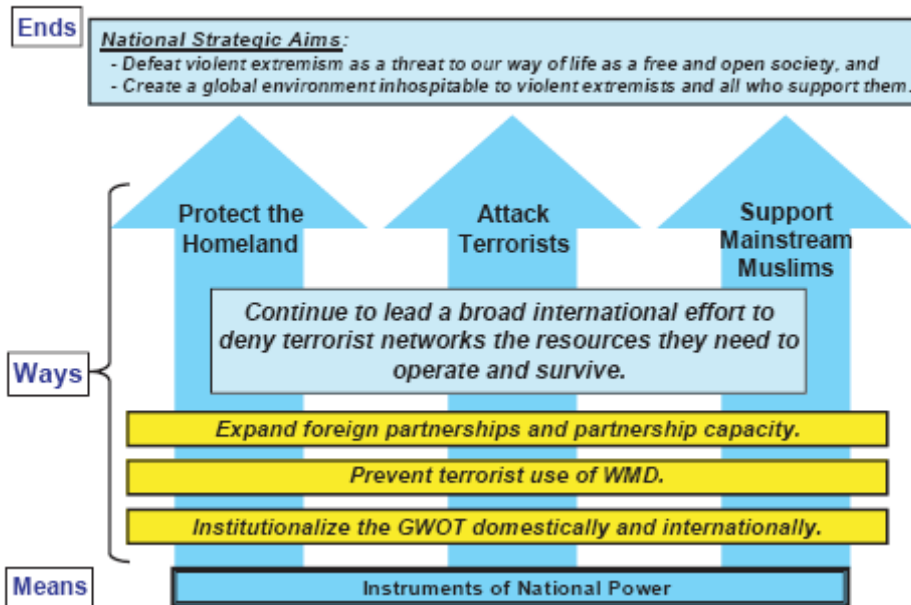 Ends
National Strategic Aims:
- Defeat violent extremism as a threat to our way of life as a free and open society, and
- Create a global environment inhospitable to violent extremists and all who support them.
Protect the
Homeland
Attack
Terrorists
Support
Mainstream
Muslims
Ways
Continue to lead a broad international effort to
deny terrorist networks the resources they need to
operate and survive.
Expand foreign partnerships and partnership capacity.
Prevent terrorist use of WMD.
Institutionalize the GWOT domestically and internationally.
Means
Instruments of National Power